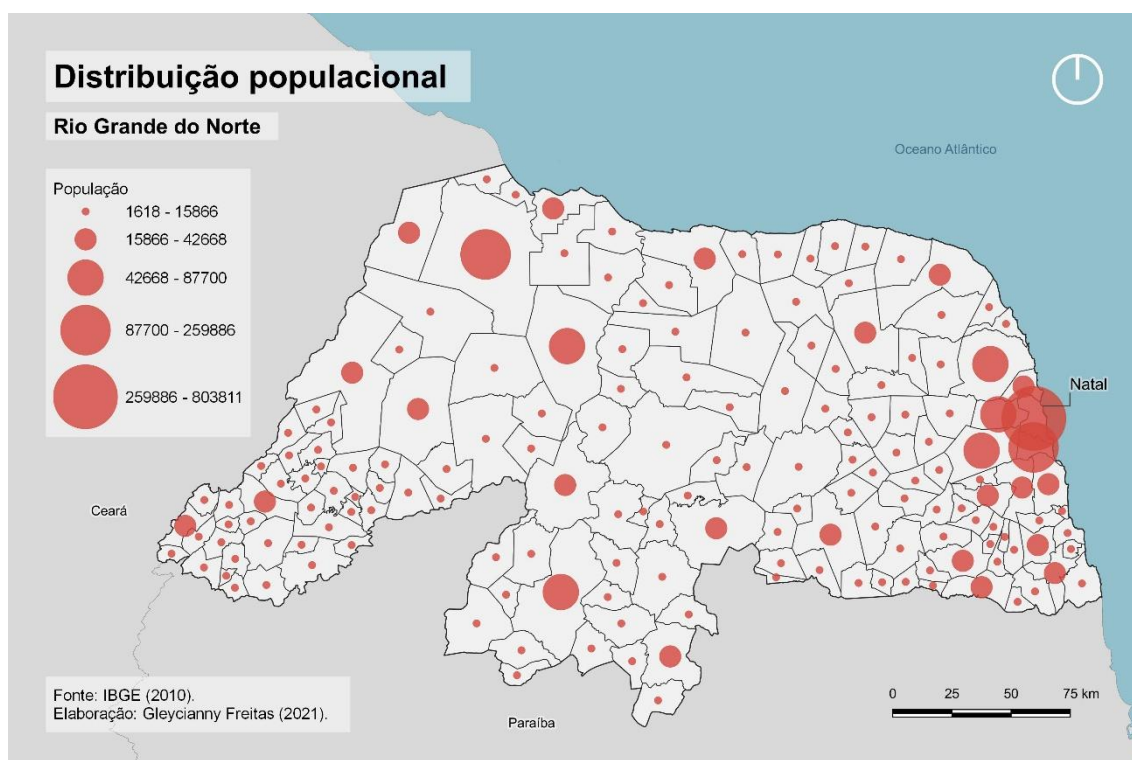 Distribuição populacional
Rio Grande do Norte
Oceano Atlântico
População
1618 - 15866
15866 - 42668
42668 - 87700
87700 - 259886
259886 - 803811
Natal
Ceará
Fonte: IBGE (2010).
Elaboração: Gleycianny Freitas (2021).
Paraíba
0 25 50 75 km